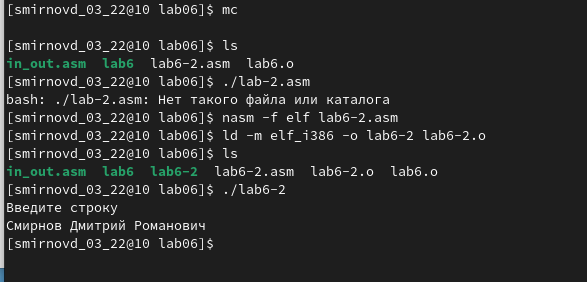 [smirnovd_03_22@10 lab06]$ mc
[smirnovd_03_22@10 lab06]$ ls
in_out.asm  lab6  lab6-2.asm  lab6.o
[smirnovd_03_22@10 lab06]$ ./lab-2.asm
bash: ./lab-2.asm: Нет такого файла или каталога
[smirnovd_03_22@10 lab06]$ nasm -f elf lab6-2.asm
[smirnovd_03_22@10 lab06]$ ld -m elf_i386 -o lab6-2 lab6-2.o
[smirnovd_03_22@10 lab06]$ ls
in_out.asm  lab6  lab6-2  lab6-2.asm  lab6-2.o  lab6.o
[smirnovd_03_22@10 lab06]$ ./lab6-2
Введите строку
Смирнов Дмитрий Романович
[smirnovd_03_22@10 lab06]$